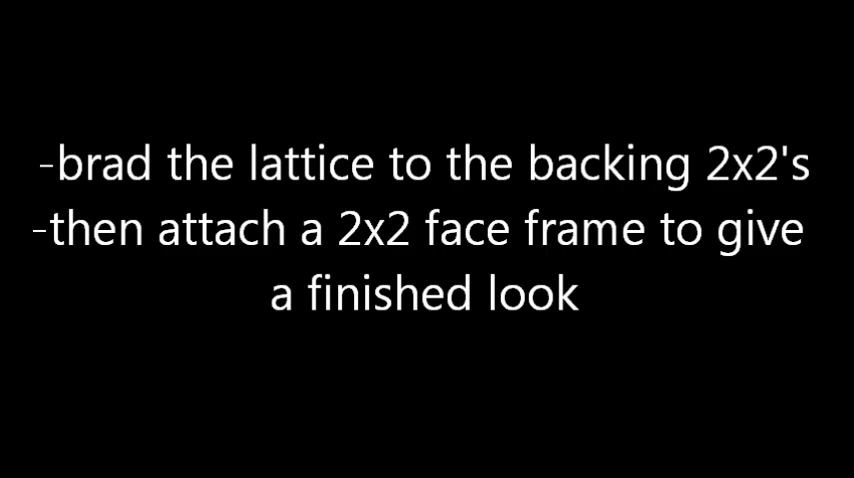 -brad the lattice to the backing 2x2's
-then attach a 2x2 face frame to give
a finished look